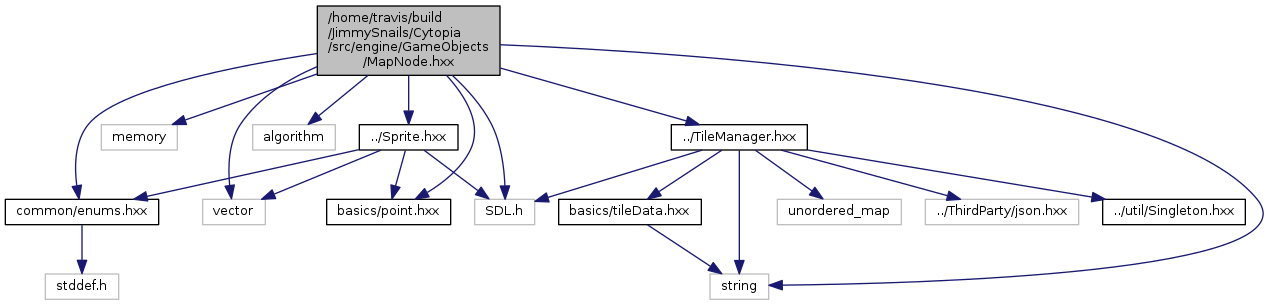 /home/travis/build
/JimmySnails/Cytopia
/src/engine/GameObjects
/MapNode.hxx
memory
algorithm
../Sprite.hxx
../TileManager.hxx
common/enums.hxx
vector
basics/point.hxx
SDL.h
basics/tileData.hxx
unordered_map
../ThirdParty/json.hxx
../util/Singleton.hxx
stddef.h
string